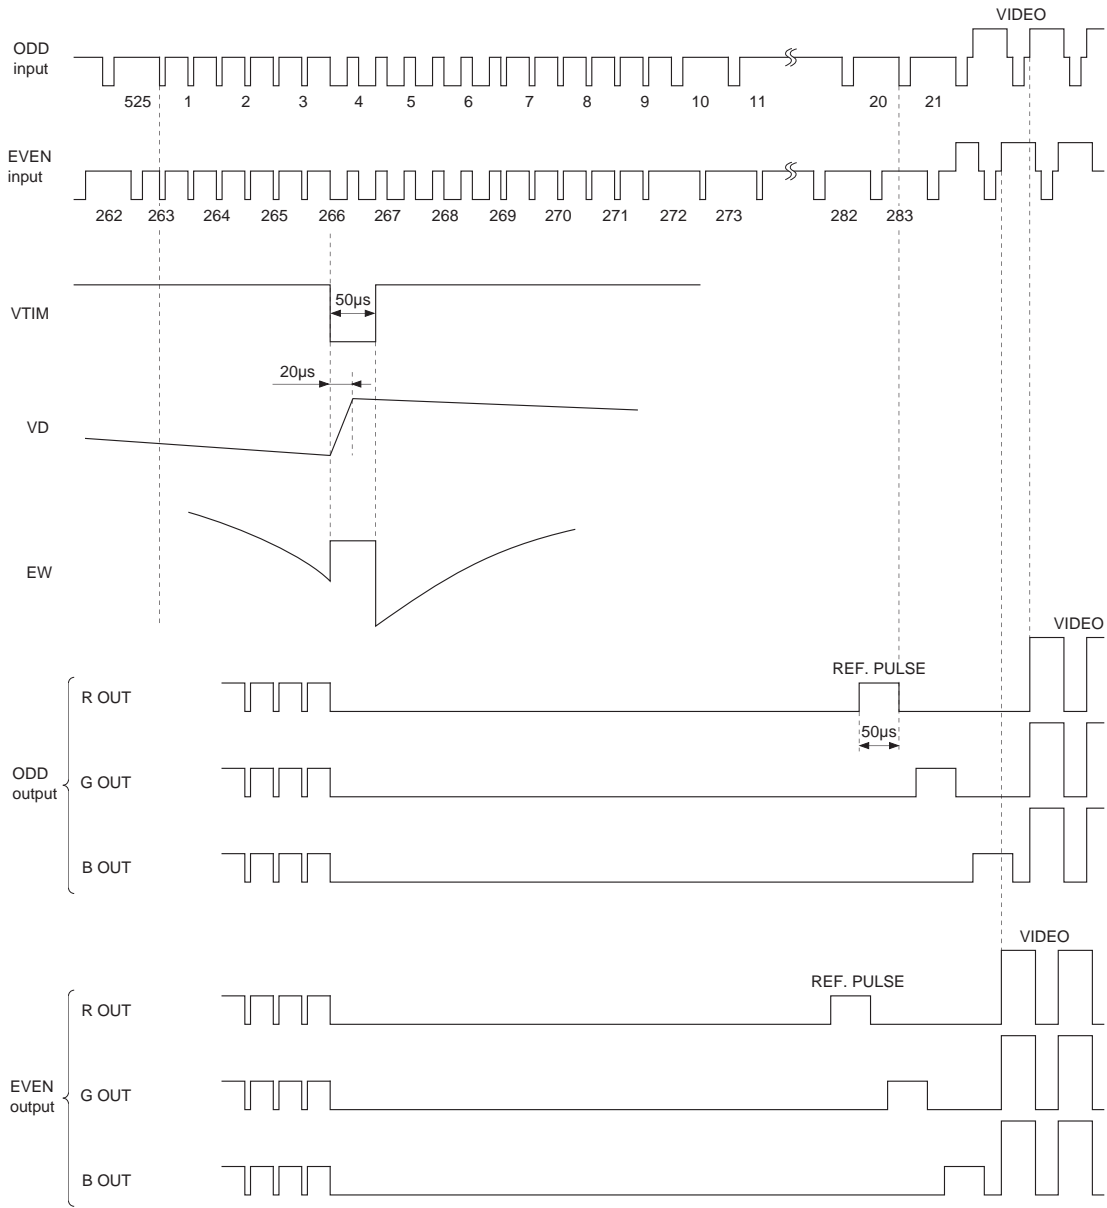 VIDEO
ODD
input
525 1 2 3 4 5 6 7 8 9 10 11 20 21
EVEN
input
262 263 264 265 266 267 268 269 270 271 272 273 282 283
VTIM
50µs
20µs
VD
EW
VIDEO
REF. PULSE
R OUT
50µs
ODD
output
G OUT
B OUT
VIDEO
REF. PULSE
R OUT
EVEN
output
G OUT
B OUT